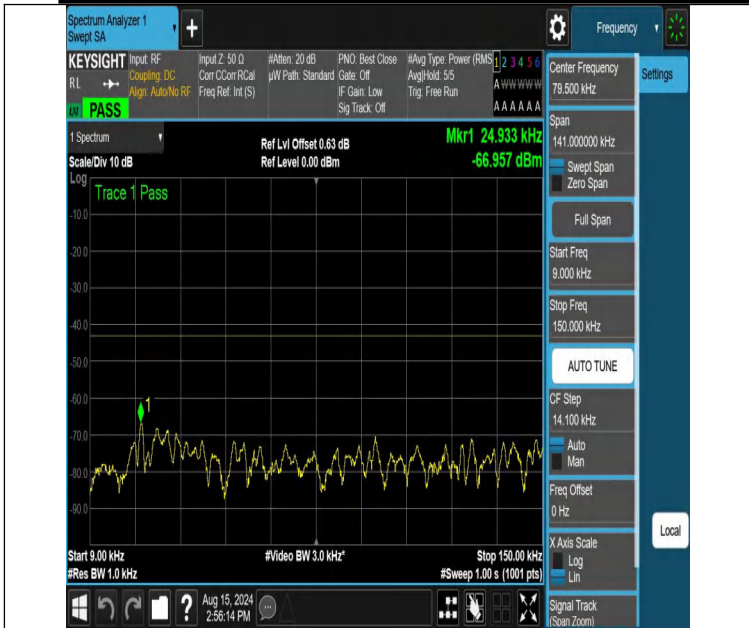 Spectrum Analyzer 1
Swept SA
Frequency
KEYSIGHT
RL
LXI
PASS
Input: RF
Coupling: DC
Align: Auto/No RF
Input Z: 50 Ω
Corr CCorr RCal
Freq Ref: Int (S)
#Atten: 20 dB
µW Path: Standard
PNO: Best Close
Gate: Off
IF Gain: Low
Sig Track: Off
#Avg Type: Power (RMS
Avg|Hold: 5/5
Trig: Free Run
1 2 3 4 5 6
A W W W W W
A A A A A A
1 Spectrum
Scale/Div 10 dB
Ref Lvl Offset 0.63 dB
Ref Level 0.00 dBm
Mkr1 24.933 kHz
-66.957 dBm
Log
Trace 1 Pass
-10.0
-20.0
-30.0
-40.0
-50.0
-60.0
-70.0
-80.0
-90.0
1
Start 9.00 kHz
#Res BW 1.0 kHz
#Video BW 3.0 kHz*
Stop 150.00 kHz
#Sweep 1.00 s (1001 pts)
Center Frequency
79.500 kHz
Settings
Span
141.000000 kHz
Swept Span
Zero Span
Full Span
Start Freq
9.000 kHz
Stop Freq
150.000 kHz
AUTO TUNE
CF Step
14.100 kHz
Auto
Man
Freq Offset
0 Hz
X Axis Scale
Log
Lin
Signal Track
(Span Zoom)
Local
?
Aug 15, 2024
2:56:14 PM